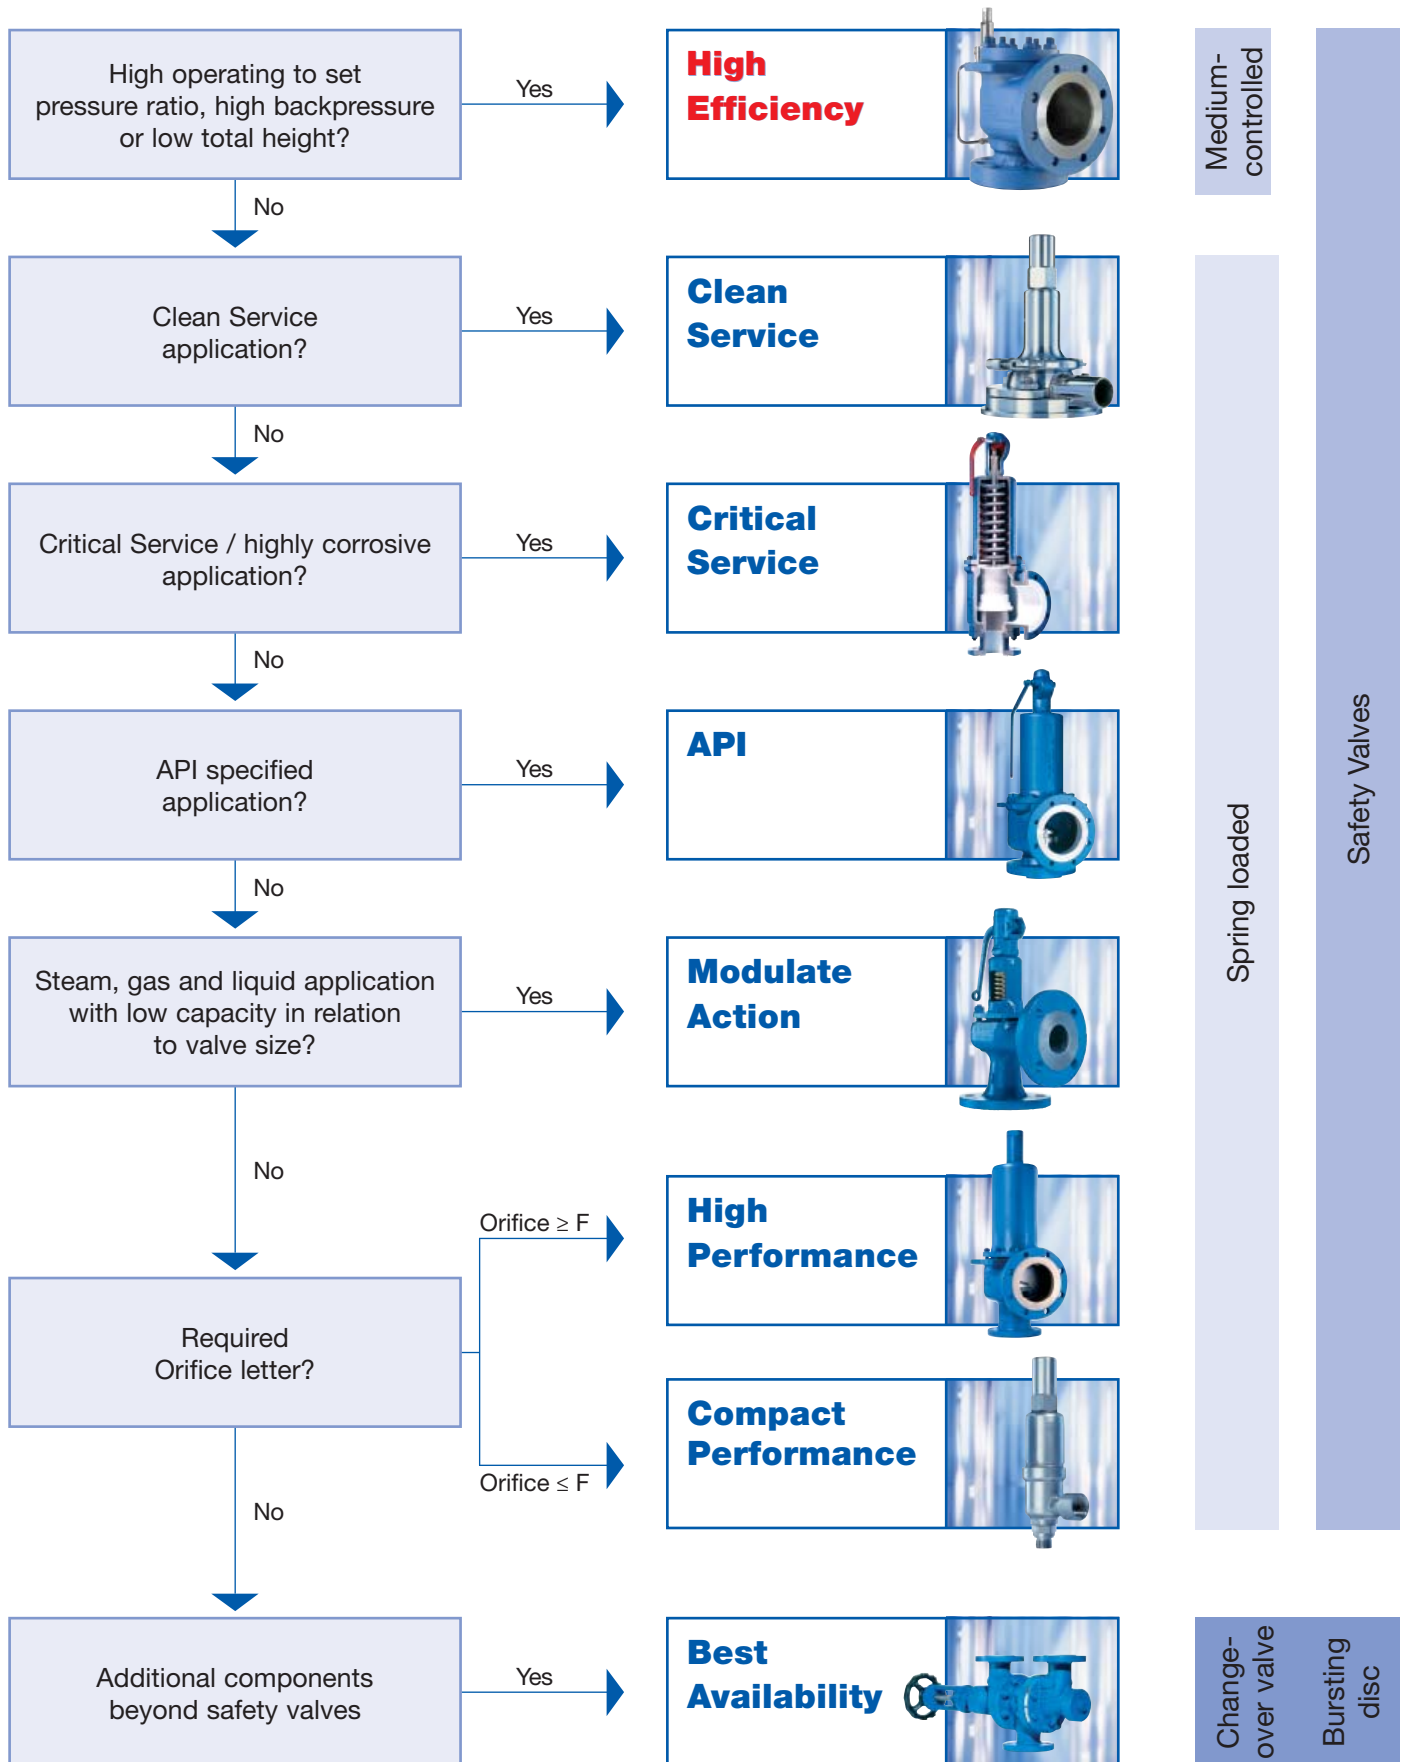 High operating to set
pressure ratio, high backpressure
or low total height?
Yes
High
Efficiency
Medium-
controlled
No
Clean Service
application?
Yes
Clean
Service
No
Critical Service / highly corrosive
application?
Yes
Critical
Service
No
API specified
application?
Yes
API
Spring loaded
Safety Valves
No
Steam, gas and liquid application
with low capacity in relation
to valve size?
Yes
Modulate
Action
No
Orifice ≥ F
High
Performance
Required
Orifice letter?
Compact
Performance
Orifice ≤ F
No
Additional components
beyond safety valves
Yes
Best
Availability
Change-
over valve
Bursting
disc